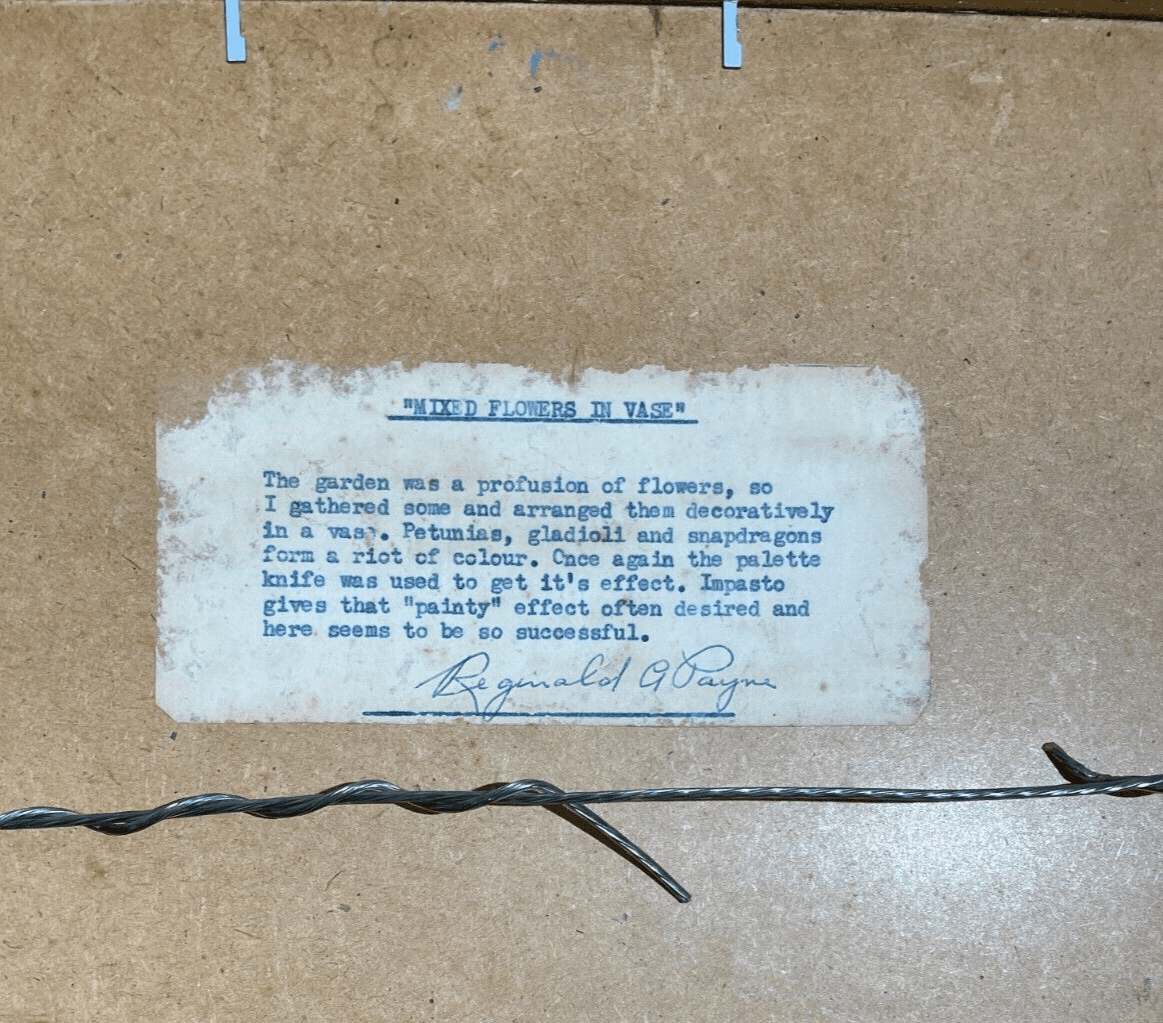 "MIXED FLOWERS IN VASE"
The garden was a profusion of flowers, so
I gathered some and arranged them decoratively
in a vase. Petunias, gladioli and snapdragons
form a riot of colour. Once again the palette
knife was used to get it's effect. Impasto
gives that "painty" effect often desired and
here seems to be so successful.
Reginald A Payne